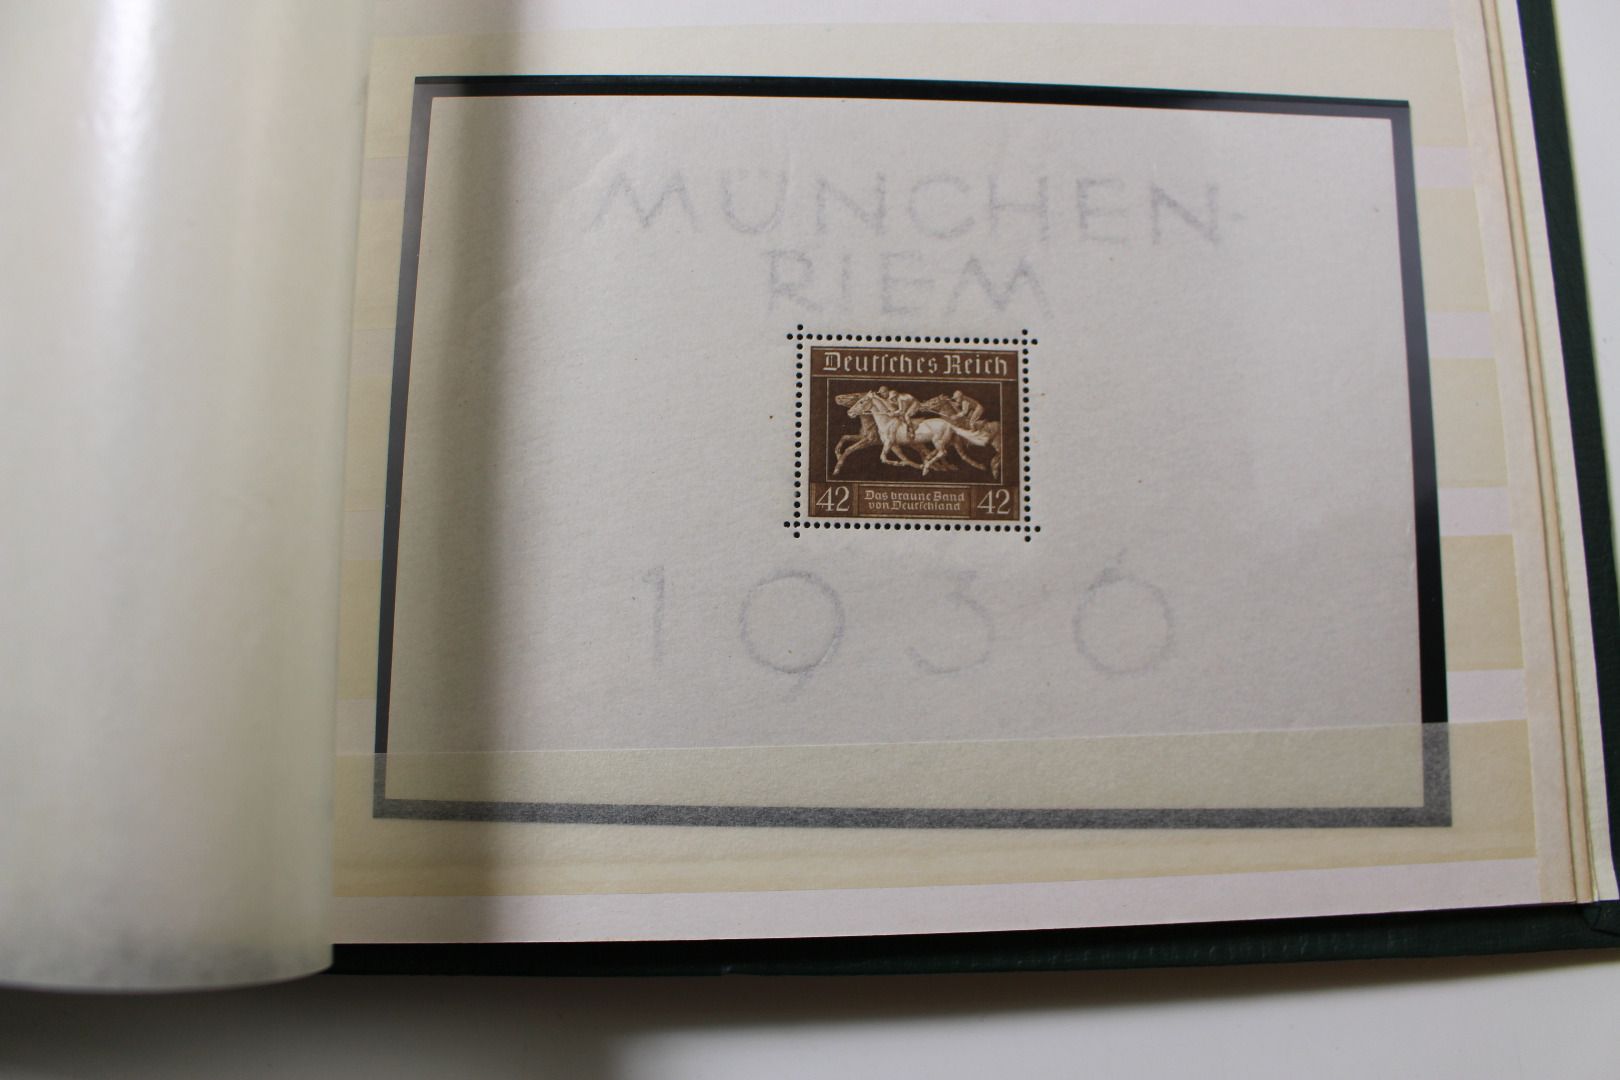 MÜNCHEN-
RIEM
Deutsches Reich
42 Das braune Band 42
von Deutschland
1936